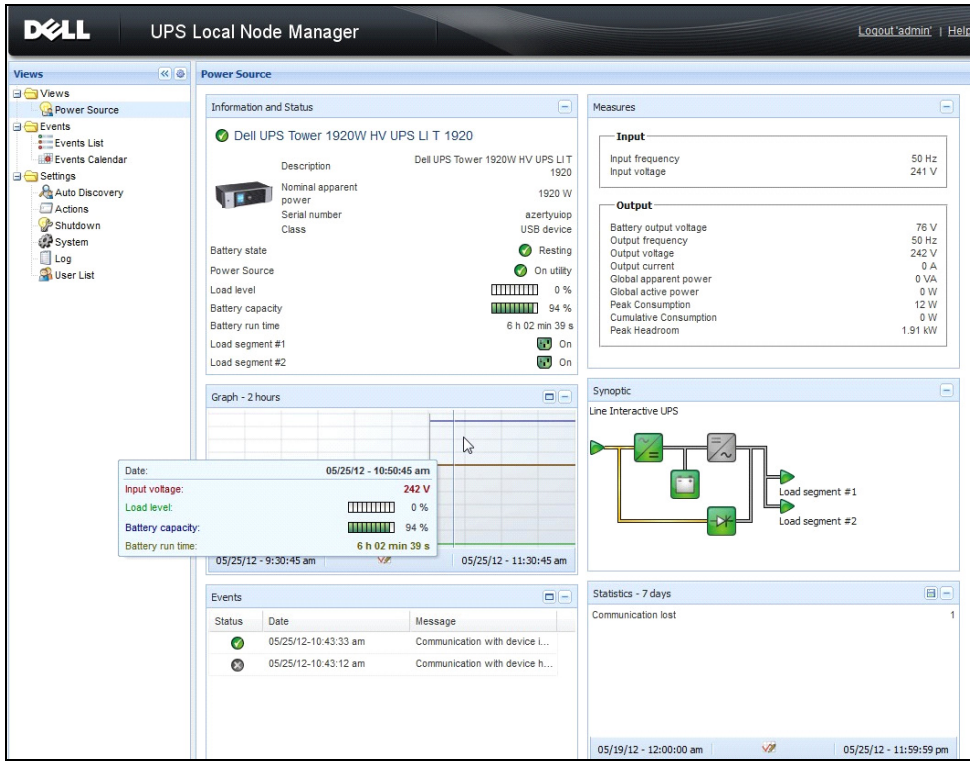 DELL UPS Local Node Manager Logout 'admin' | Help
Views
Views
Power Source
Events
Events List
Events Calendar
Settings
Auto Discovery
Actions
Shutdown
System
Log
User List
Power Source
Information and Status
Dell UPS Tower 1920W HV UPS LI T 1920
Description Dell UPS Tower 1920W HV UPS LI T
1920
Nominal apparent
power 1920 W
Serial number azertyuiop
Class USB device
Battery state Resting
Power Source On utility
Load level 0 %
Battery capacity 94 %
Battery run time 6 h 02 min 39 s
Load segment #1 On
Load segment #2 On
Measures
Input
Input frequency 50 Hz
Input voltage 241 V
Output
Battery output voltage 76 V
Output frequency 50 Hz
Output voltage 242 V
Output current 0 A
Global apparent power 0 VA
Global active power 0 W
Peak Consumption 12 W
Cumulative Consumption 0 W
Peak Headroom 1.91 kW
Graph - 2 hours
Date: 05/25/12 - 10:50:45 am
Input voltage: 242 V
Load level: 0 %
Battery capacity: 94 %
Battery run time: 6 h 02 min 39 s
05/25/12 - 9:30:45 am 05/25/12 - 11:30:45 am
Synoptic
Line Interactive UPS
Load segment #1
Load segment #2
Events
Status Date Message
05/25/12-10:43:33 am Communication with device i...
05/25/12-10:43:12 am Communication with device h...
Statistics - 7 days
Communication lost 1
05/19/12 - 12:00:00 am 05/25/12 - 11:59:59 pm